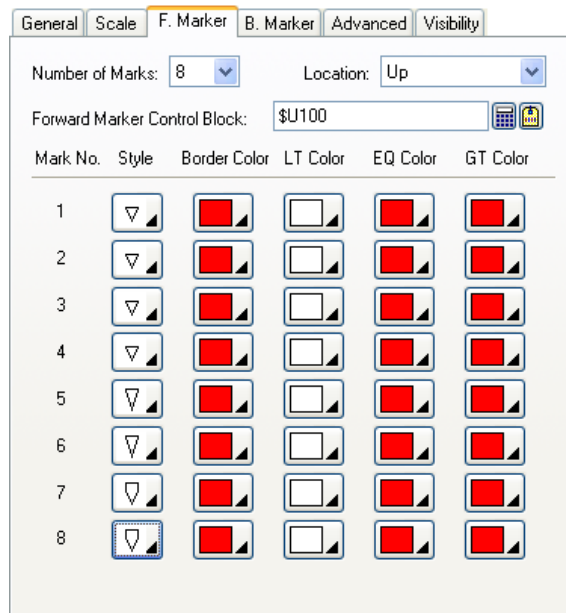 General Scale F. Marker B. Marker Advanced Visibility
Number of Marks: 8 Location: Up
Forward Marker Control Block: $U100
Mark No. Style Border Color LT Color EQ Color GT Color
1
2
3
4
5
6
7
8